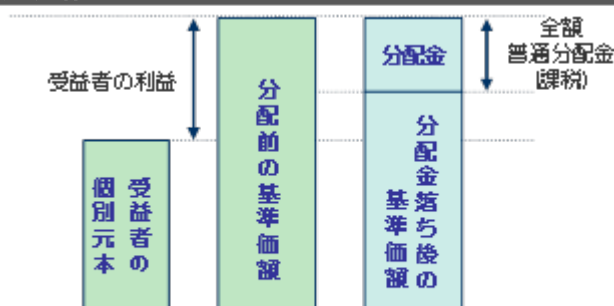 受益者の利益
受益者の
個別元本
分配前の基準価額
分配金
分配金落ち後の
基準価額
全額
普通分配金
(課税)